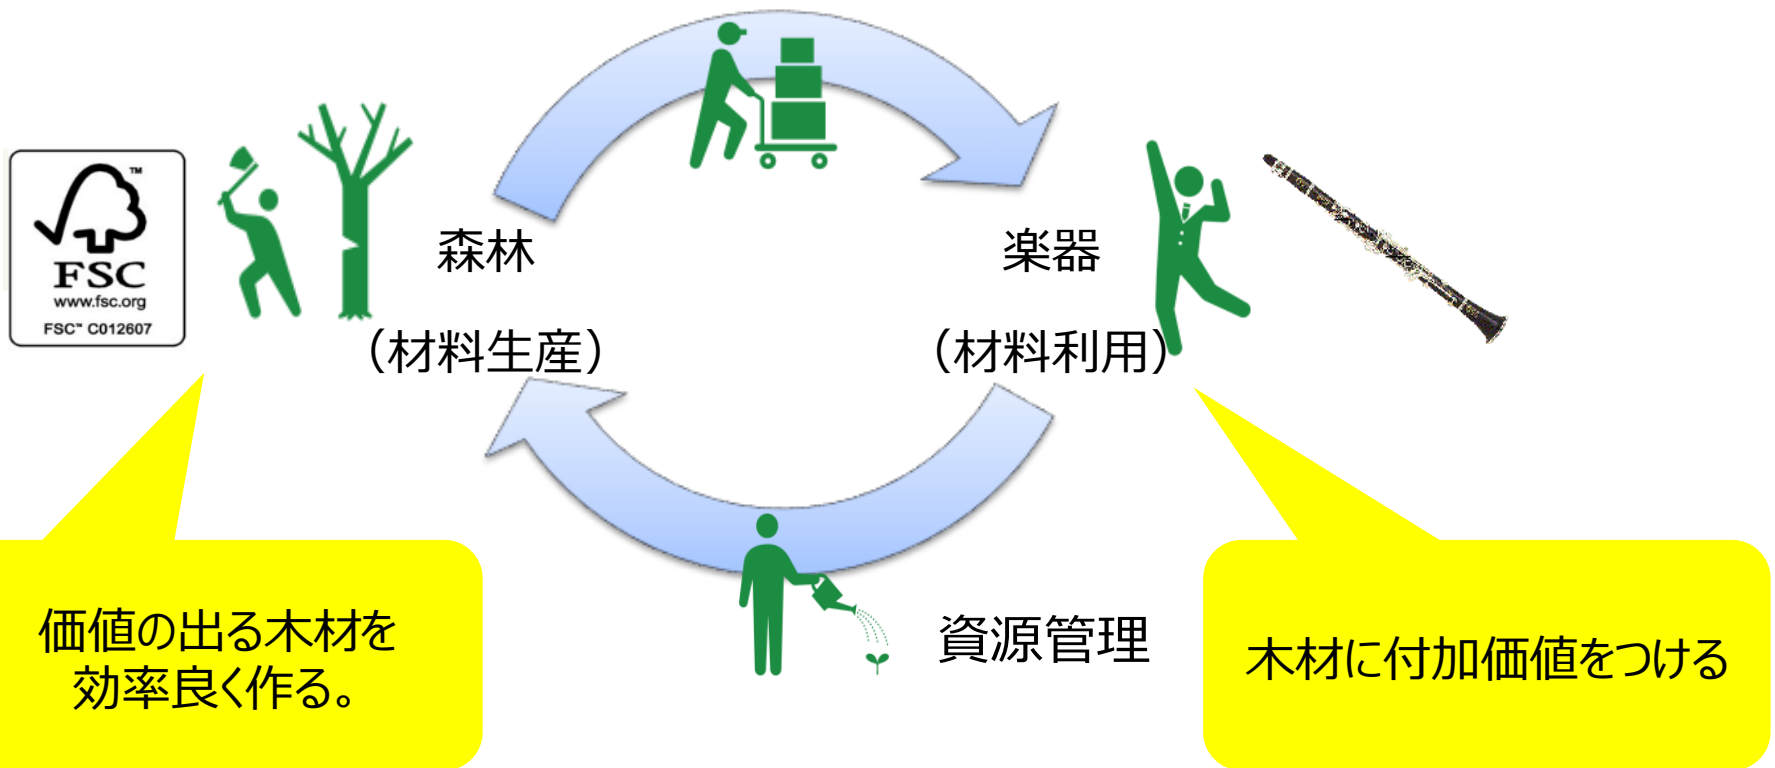 ™
FSC
www.fsc.org
FSC™ C012607
森林
（材料生産）
楽器
（材料利用）
資源管理
価値の出る木材を
効率良く作る。
木材に付加価値をつける